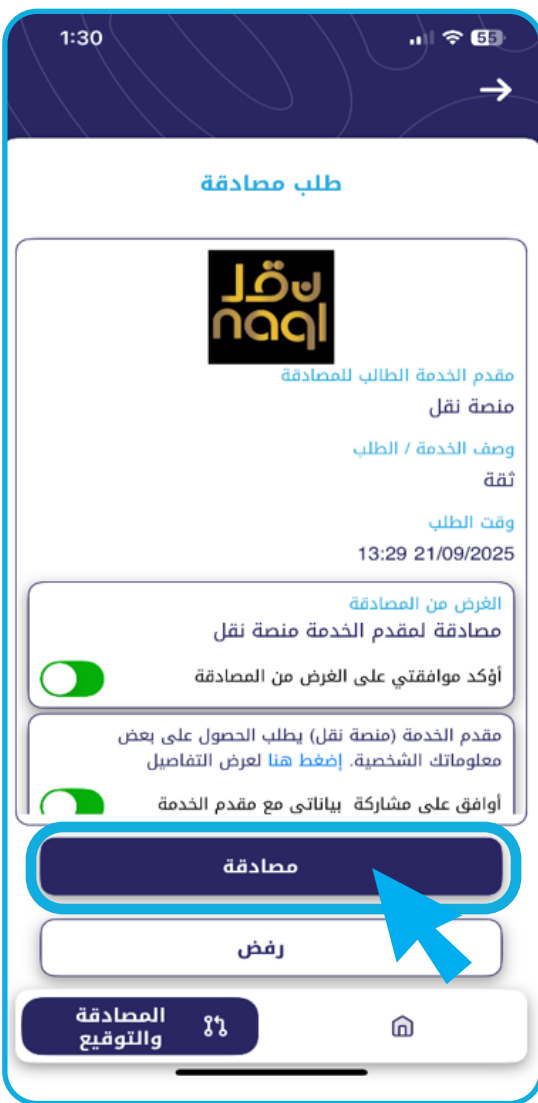 1:30
55
طلب مصادقة
نقل
naql
مقدم الخدمة الطالب للمصادقة
منصة نقل
وصف الخدمة / الطلب
ثقة
وقت الطلب
13:29 21/09/2025
الغرض من المصادقة
مصادقة لمقدم الخدمة منصة نقل
أؤكد موافقتي على الغرض من المصادقة
مقدم الخدمة (منصة نقل) يطلب الحصول على بعض
معلوماتك الشخصية. إضغط هنا لعرض التفاصيل
أوافق على مشاركة بياناتي مع مقدم الخدمة
مصادقة
رفض
المصادقة
والتوقيع